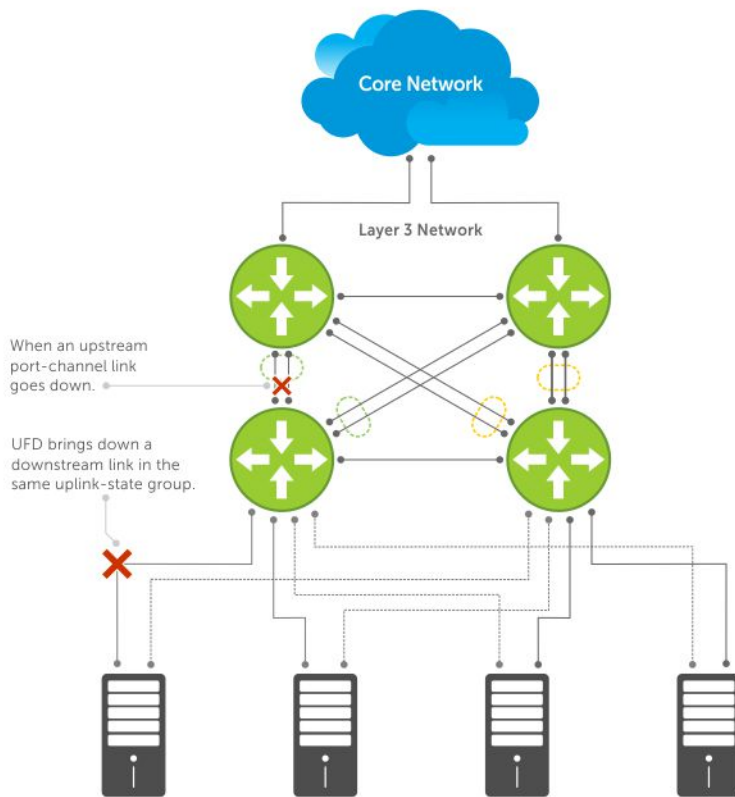 Core Network
Layer 3 Network
When an upstream
port-channel link
goes down.
UFD brings down a
downstream link in the
same uplink-state group.